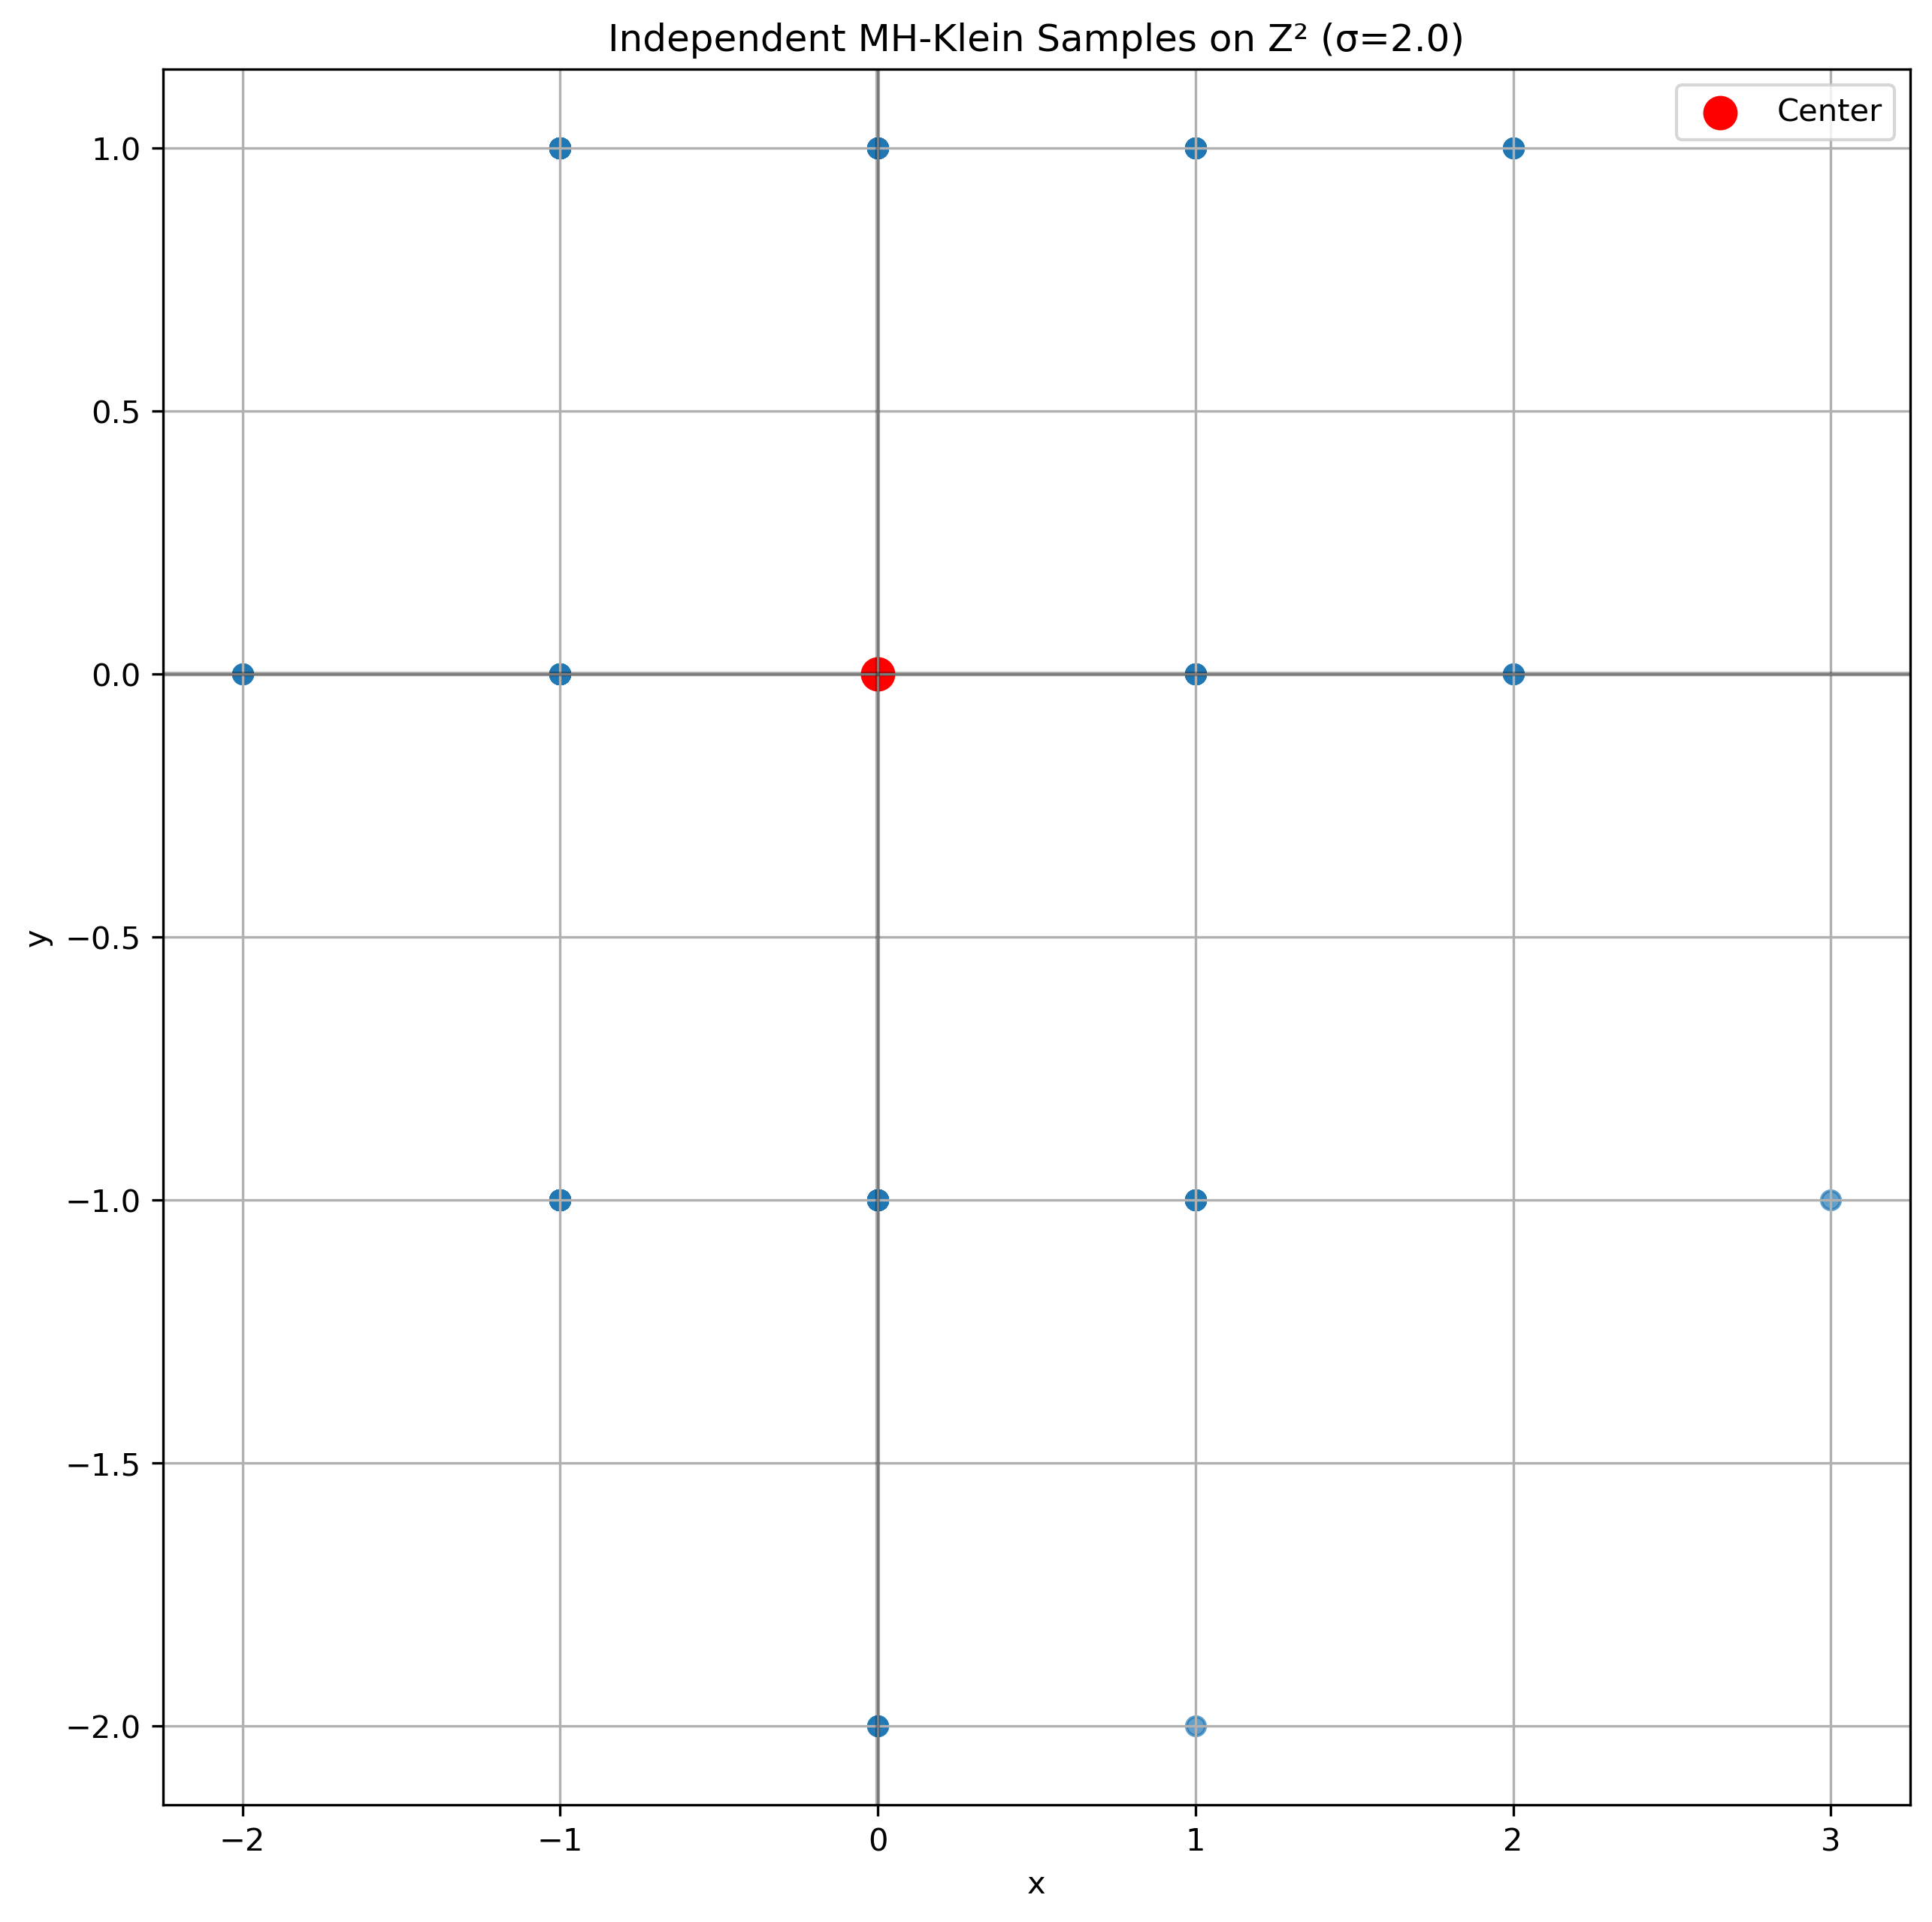 Independent MH-Klein Samples on Z² (σ=2.0)
Center
1.0
0.5
0.0
−0.5
−1.0
−1.5
−2.0
y
−2 −1 0 1 2 3
x